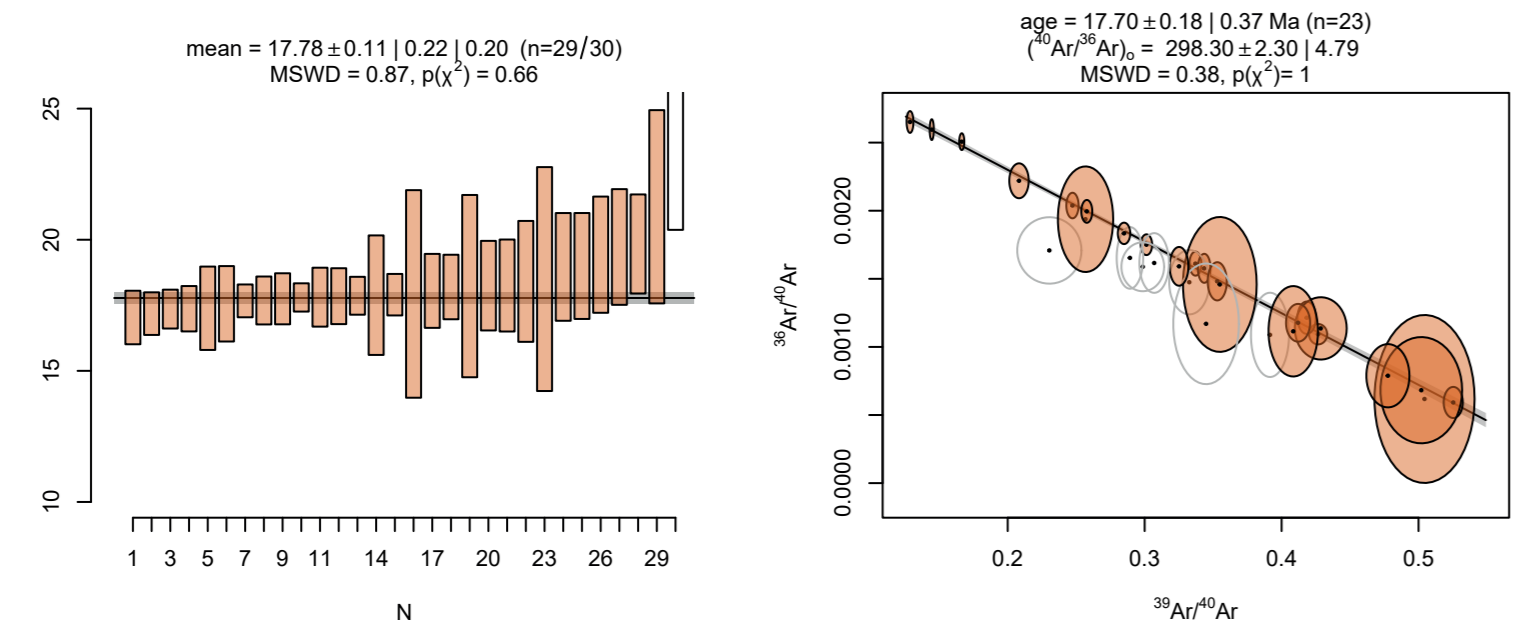 mean = 17.78 ± 0.11 | 0.22 | 0.20 (n=29/30)
MSWD = 0.87, p(χ²) = 0.66
25
20
15
10
1 3 5 7 9 11 14 17 20 23 26 29
N
age = 17.70 ± 0.18 | 0.37 Ma (n=23)
(⁴⁰Ar/³⁶Ar)ₒ = 298.30 ± 2.30 | 4.79
MSWD = 0.38, p(χ²)= 1
³⁶Ar/⁴⁰Ar
0.0020
0.0010
0.0000
0.2 0.3 0.4 0.5
³⁹Ar/⁴⁰Ar